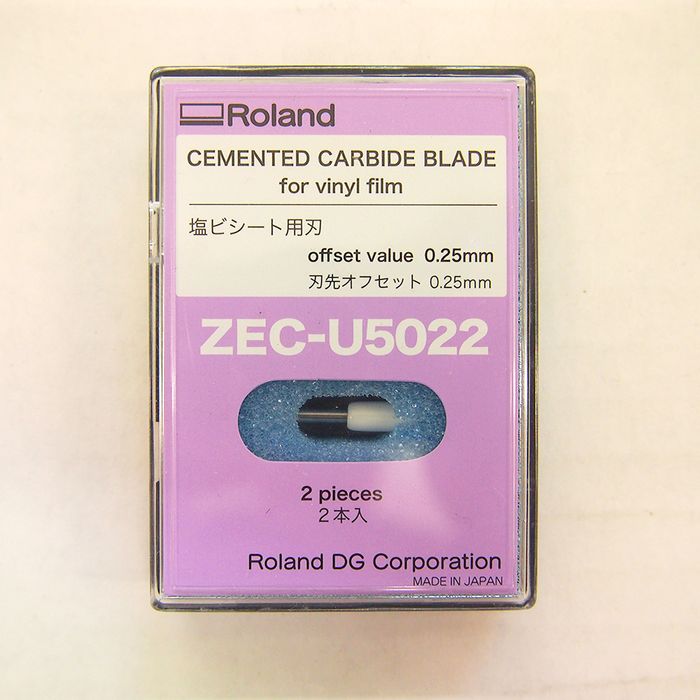 Roland
CEMENTED CARBIDE BLADE
for vinyl film
塩ビシート用刃
offset value 0.25mm
刃先オフセット 0.25mm
ZEC-U5022
2 pieces
2本入
Roland DG Corporation
MADE IN JAPAN